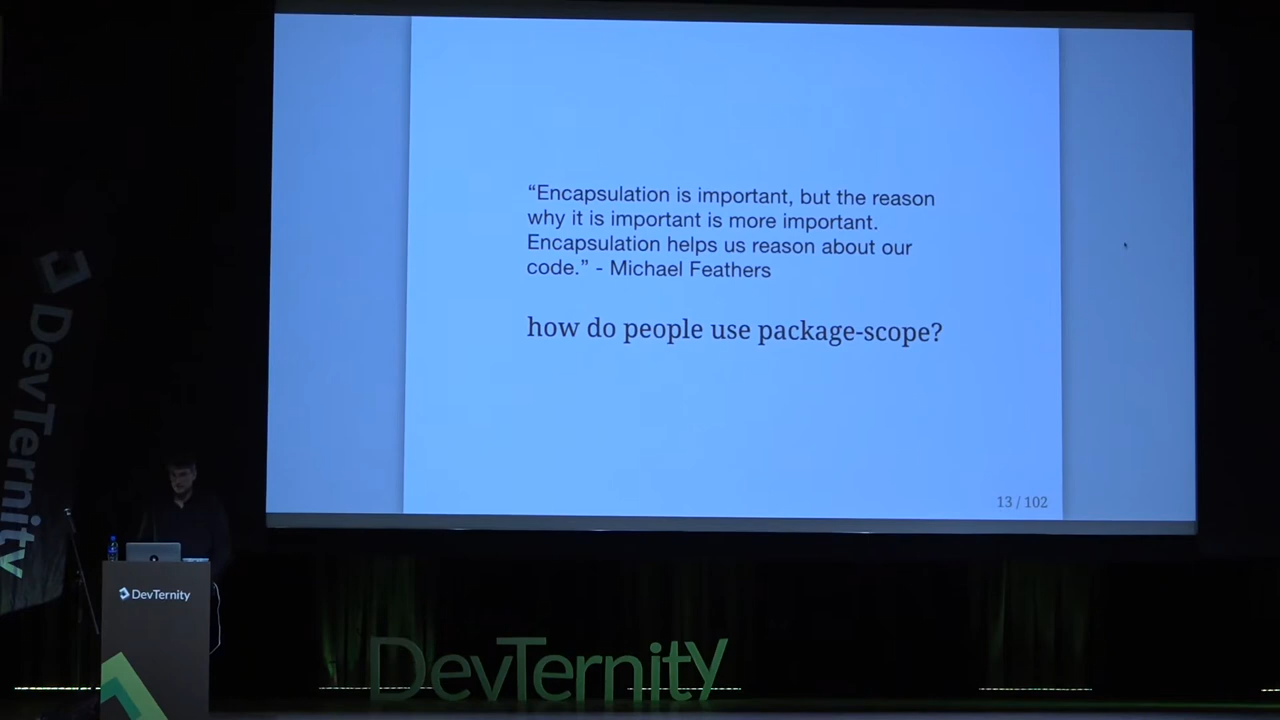 “Encapsulation is important, but the reason
why it is important is more important.
Encapsulation helps us reason about our
code.” - Michael Feathers
how do people use package-scope?
13 / 102
DevTernity
DevTernity
DevTernity